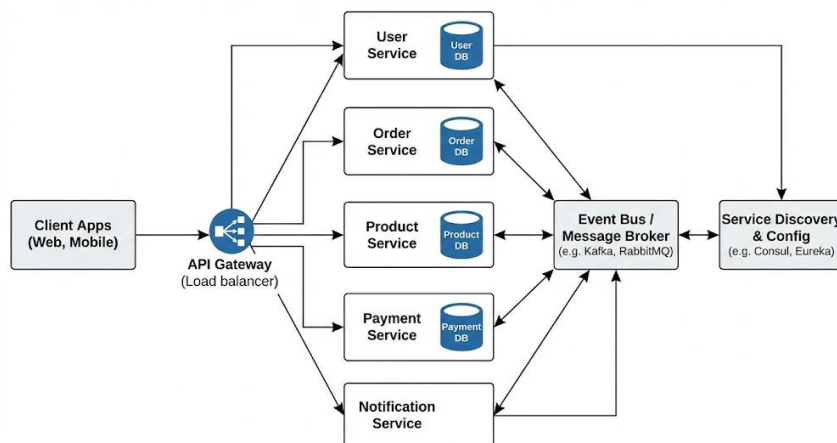 User
Service
User
DB
Order
Service
Order
DB
Client Apps
(Web, Mobile)
API Gateway
(Load balancer)
Product
Service
Product
DB
Event Bus /
Message Broker
(e.g. Kafka, RabbitMQ)
Service Discovery
& Config
(e.g. Consul, Eureka)
Payment
Service
Payment
DB
Notification
Service